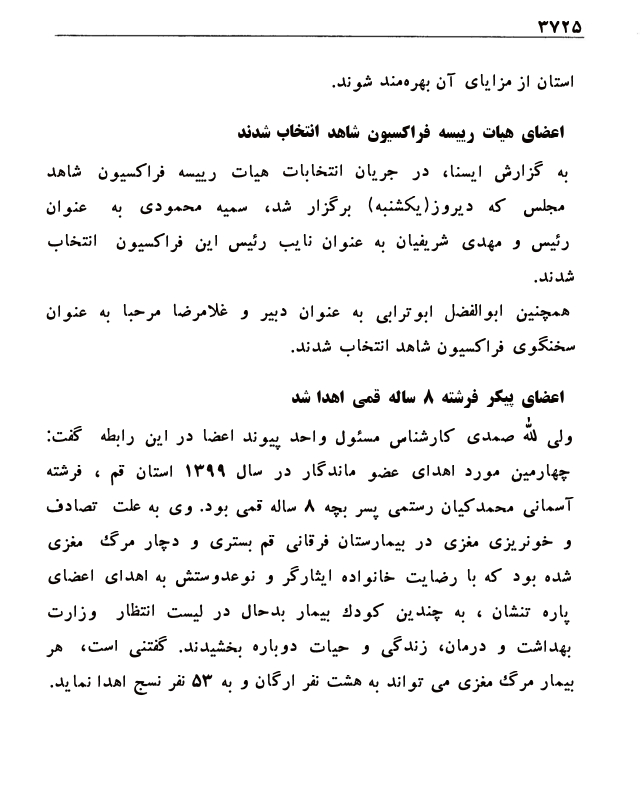 ۳۷۲۵
استان از مزایای آن بهره‌مند شوند.
اعضای هیات رییسه فراکسیون شاهد انتخاب شدند
به گزارش ایسنا، در جریان انتخابات هیات رییسه فراکسیون شاهد
مجلس که دیروز(یکشنبه) برگزار شد، سمیه محمودی به عنوان
رئیس و مهدی شریفیان به عنوان نایب رئیس این فراکسیون انتخاب
شدند.
همچنین ابوالفضل ابوترابی به عنوان دبیر و غلامرضا مرحبا به عنوان
سخنگوی فراکسیون شاهد انتخاب شدند.
اعضای پیکر فرشته ۸ ساله قمی اهدا شد
ولی لله صمدی کارشناس مسئول واحد پیوند اعضا در این رابطه گفت:
چهارمین مورد اهدای عضو ماندگار در سال ۱۳۹۹ استان قم ، فرشته
آسمانی محمدکیان رستمی پسر بچه ۸ ساله قمی بود. وی به علت تصادف
و خونریزی مغزی در بیمارستان فرقانی قم بستری و دچار مرگ مغزی
شده بود که با رضایت خانواده ایثارگر و نوعدوستش به اهدای اعضای
پاره تنشان ، به چندین کودک بیمار بدحال در لیست انتظار وزارت
بهداشت و درمان، زندگی و حیات دوباره بخشیدند. گفتنی است، هر
بیمار مرگ مغزی می تواند به هشت نفر ارگان و به ۵۳ نفر نسج اهدا نماید.